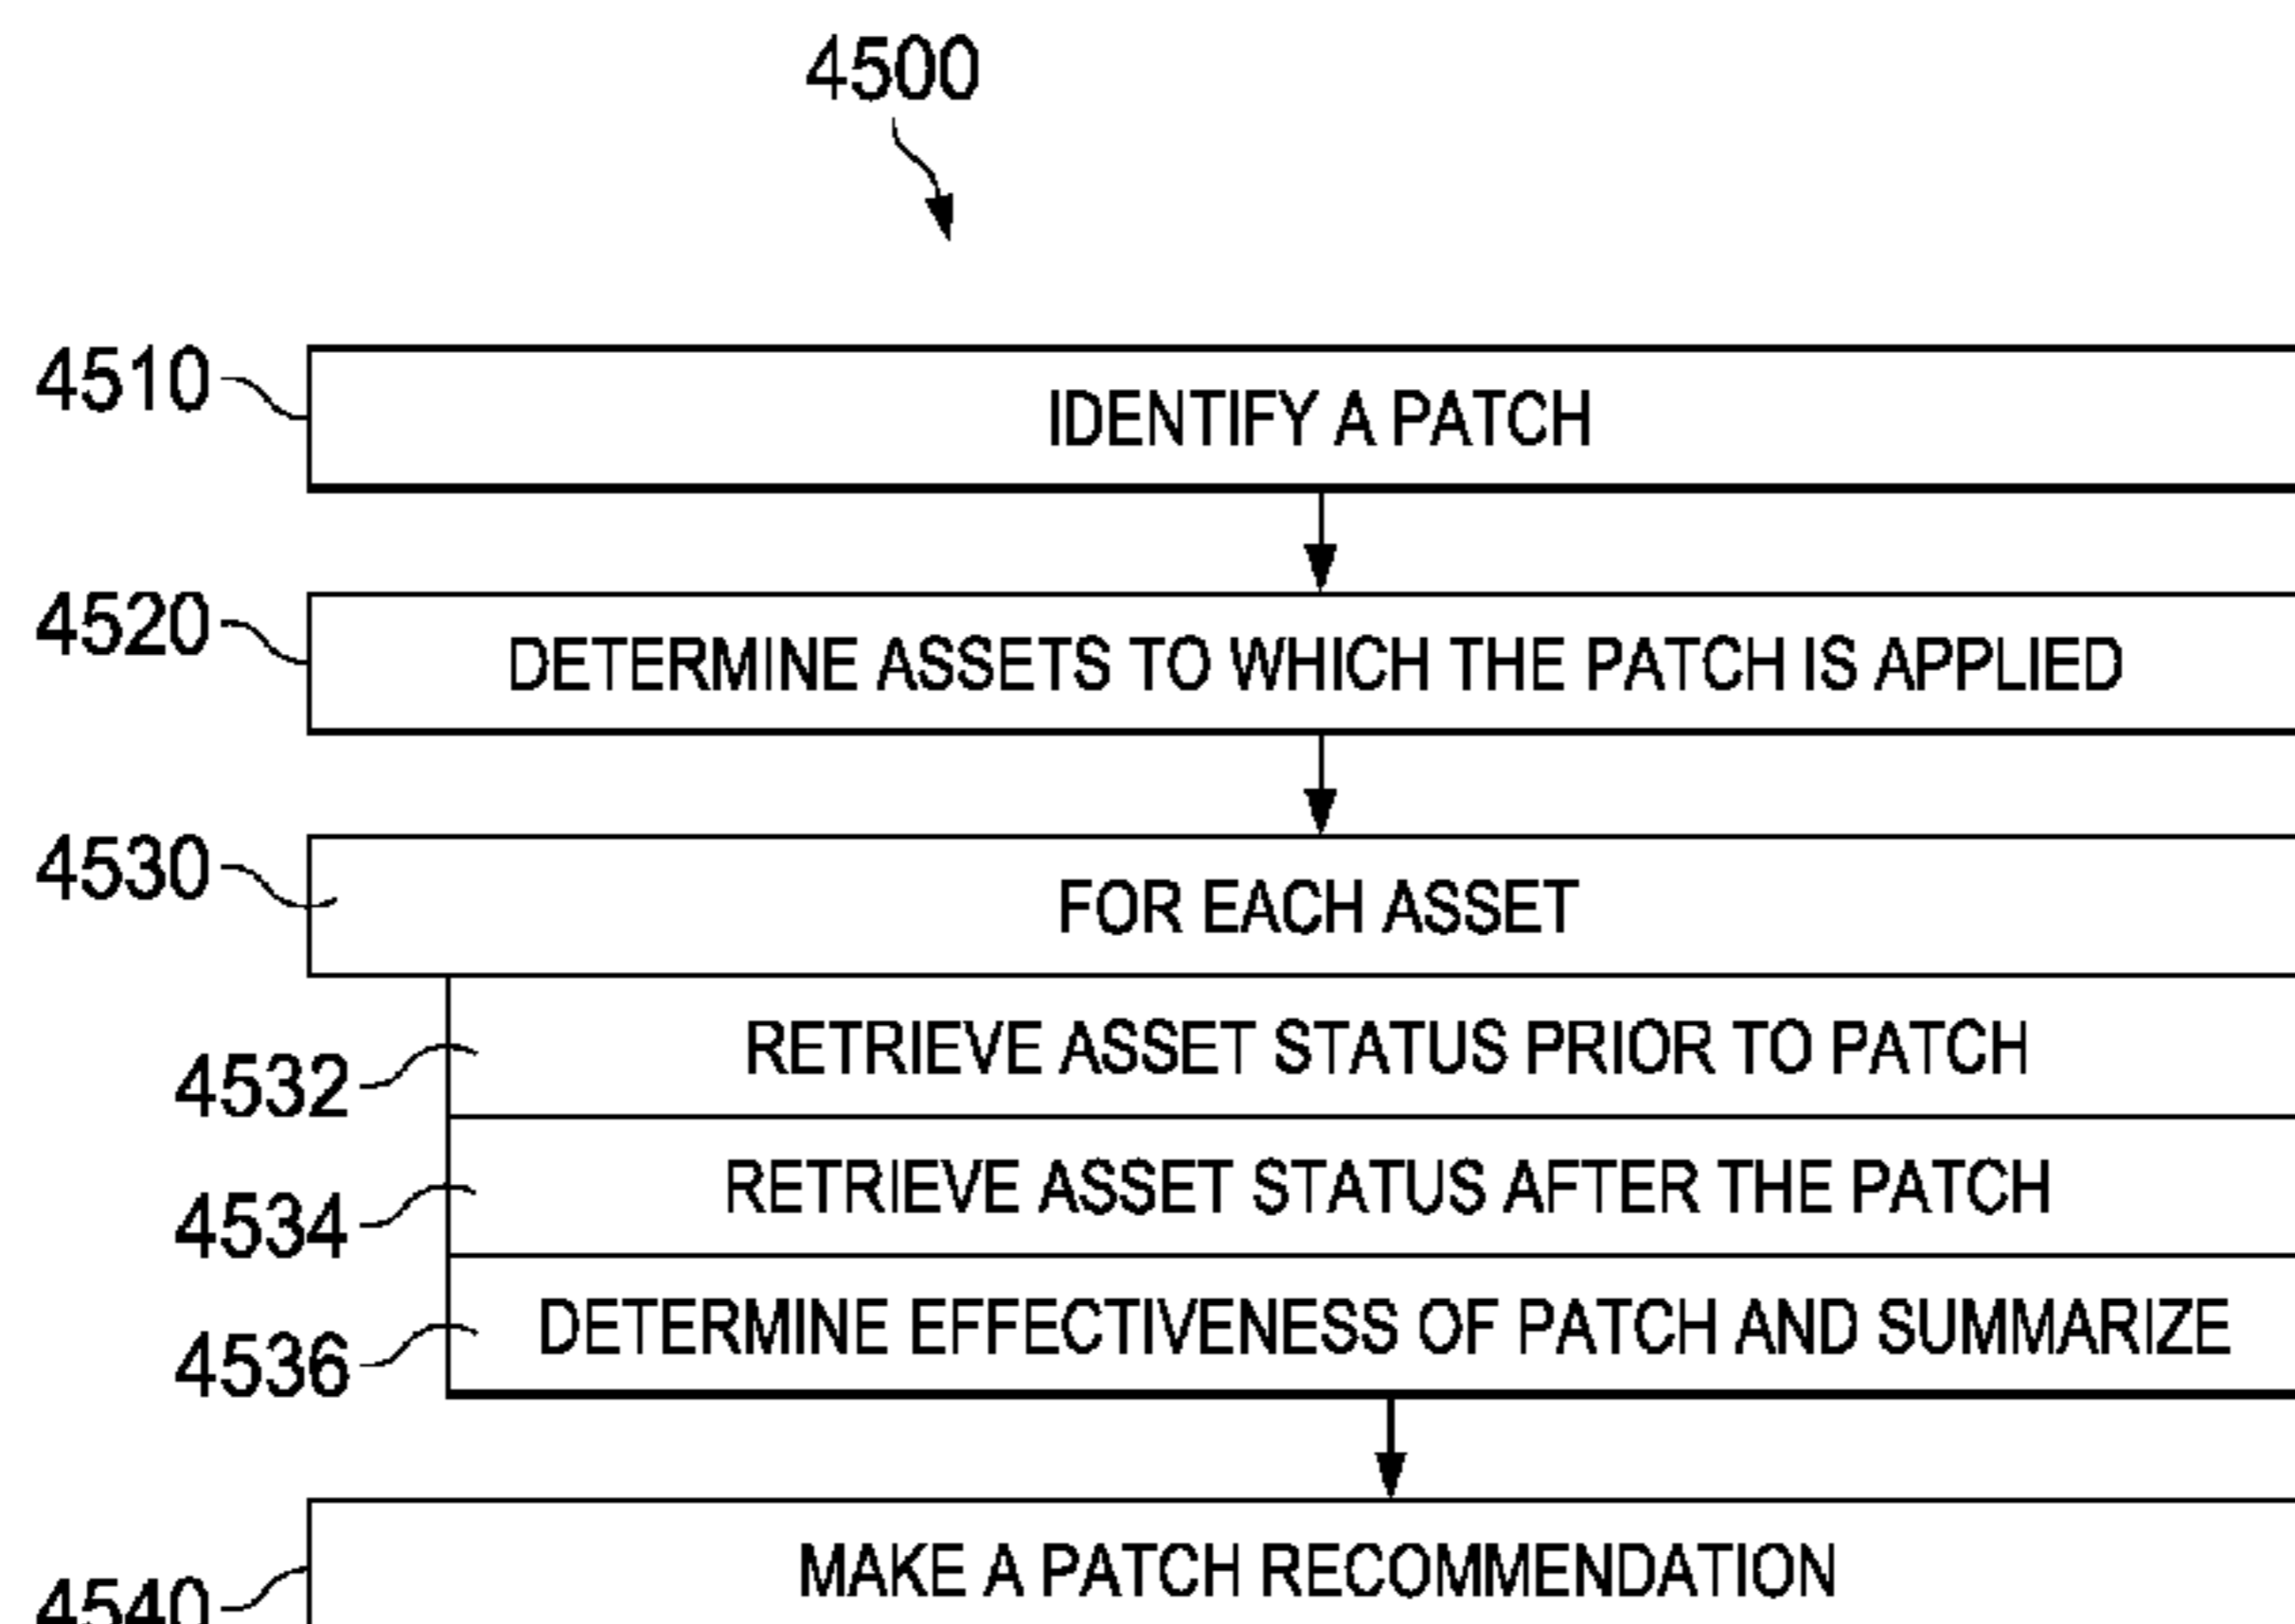 4500
4510
IDENTIFY A PATCH
4520
DETERMINE ASSETS TO WHICH THE PATCH IS APPLIED
4530
FOR EACH ASSET
RETRIEVE ASSET STATUS PRIOR TO PATCH
4532
RETRIEVE ASSET STATUS AFTER THE PATCH
4534
DETERMINE EFFECTIVENESS OF PATCH AND SUMMARIZE
4536
MAKE A PATCH RECOMMENDATION
4540